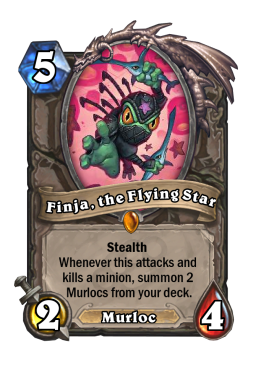 5
Finja, the Flying Star
Stealth
Whenever this attacks and
kills a minion, summon 2
Murlocs from your deck.
2
Murloc
4